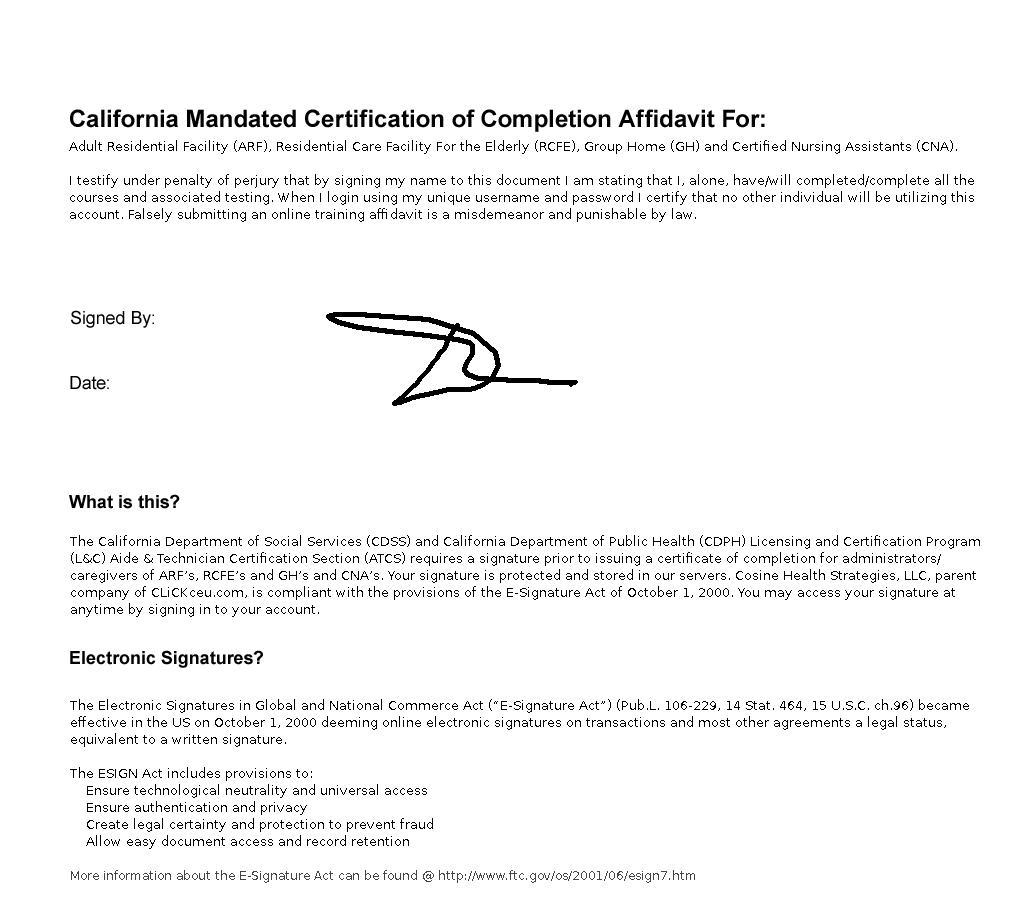 California Mandated Certification of Completion Affidavit For:
Adult Residential Facility (ARF), Residential Care Facility For the Elderly (RCFE), Group Home (GH) and Certified Nursing Assistants (CNA).
I testify under penalty of perjury that by signing my name to this document I am stating that I, alone, have/will completed/complete all the
courses and associated testing. When I login using my unique username and password I certify that no other individual will be utilizing this
account. Falsely submitting an online training affidavit is a misdemeanor and punishable by law.
Signed By:
Date:
What is this?
The California Department of Social Services (CDSS) and California Department of Public Health (CDPH) Licensing and Certification Program
(L&C) Aide & Technician Certification Section (ATCS) requires a signature prior to issuing a certificate of completion for administrators/
caregivers of ARF's, RCFE's and GH's and CNA's. Your signature is protected and stored in our servers. Cosine Health Strategies, LLC, parent
company of CLiCKceu.com, is compliant with the provisions of the E-Signature Act of October 1, 2000. You may access your signature at
anytime by signing in to your account.
Electronic Signatures?
The Electronic Signatures in Global and National Commerce Act (“E-Signature Act”) (Pub.L. 106-229, 14 Stat. 464, 15 U.S.C. ch.96) became
effective in the US on October 1, 2000 deeming online electronic signatures on transactions and most other agreements a legal status,
equivalent to a written signature.
The ESIGN Act includes provisions to:
Ensure technological neutrality and universal access
Ensure authentication and privacy
Create legal certainty and protection to prevent fraud
Allow easy document access and record retention
More information about the E-Signature Act can be found @ http://www.ftc.gov/os/2001/06/esign7.htm